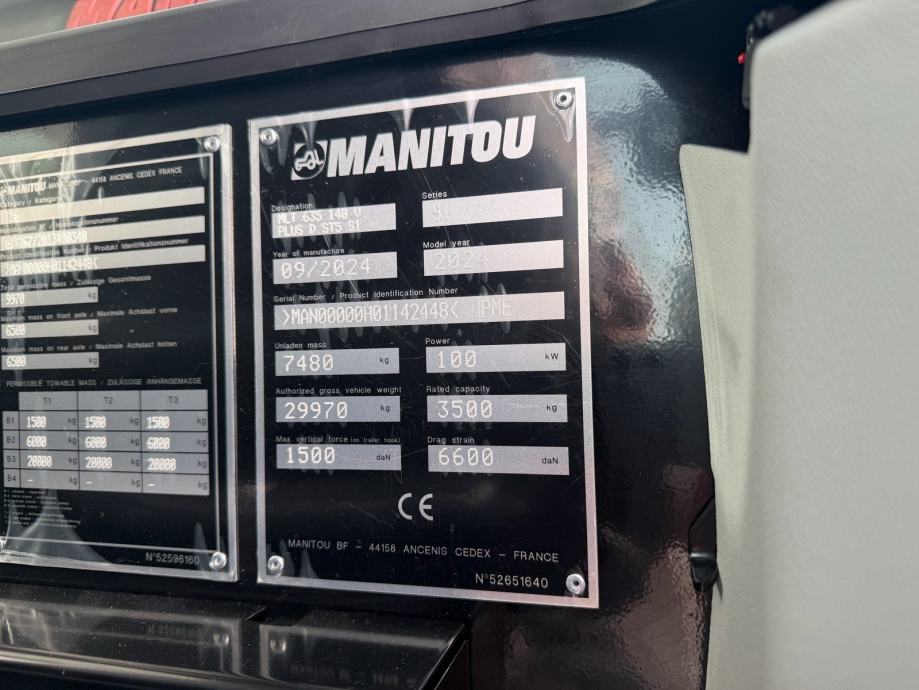 MANITOU
44158 ANCENIS CEDEX FRANCE
Category / Kategorie
Product Identification Number / Produkt Identifikationsnummer
MAN00000H01142448<
Total permissible mass / Zulässige Gesamtmasse
9970 kg
Maximum mass on front axle / Maximale Achslast vorne
6500 kg
Maximum mass on rear axle / Maximale Achslast hinten
6500 kg
PERMISSIBLE TOWABLE MASS / ZULÄSSIGE ANHÄNGEMASSE
T-1 T-2 T-3
B1 1500 kg 1500 kg 1500 kg
B2 6000 kg 6000 kg 6000 kg
B3 20000 kg 20000 kg 20000 kg
B4 - kg - kg - kg
N°52596160
MANITOU
Designation
MLT 635 140 V
PLUS D ST5 S1
Series
S1
Year of manufacture
09/2024
Model year
2024
Serial Number / Product Identification Number
>MAN00000H01142448< JPME
Unladen mass
7480 kg
Power
100 kW
Authorized gross vehicle weight
29970 kg
Rated capacity
3500 kg
Max vertical force (on trailer hook)
1500 daN
Drag strain
6600 daN
CE
MANITOU BF - 44158 ANCENIS CEDEX - FRANCE
N°52651640